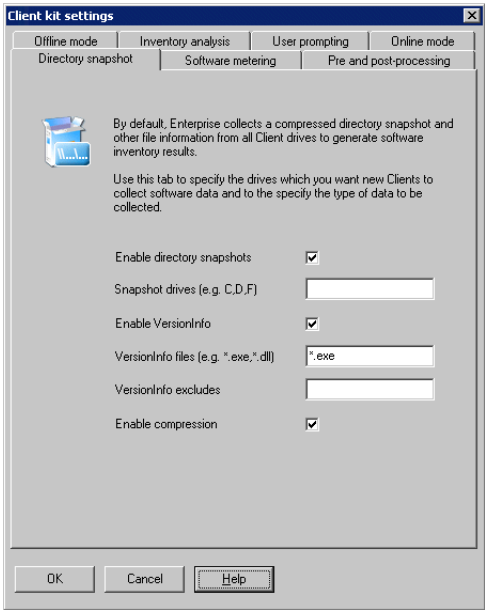 Client kit settings
Offline mode
Inventory analysis
User prompting
Online mode
Directory snapshot
Software metering
Pre and post-processing
\\....\
By default, Enterprise collects a compressed directory snapshot and
other file information from all Client drives to generate software
inventory results.
Use this tab to specify the drives which you want new Clients to
collect software data and to the specify the type of data to be
collected.
Enable directory snapshots
Snapshot drives (e.g. C,D,F)
Enable VersionInfo
VersionInfo files (e.g. *.exe,*.dll)
*.exe
VersionInfo excludes
Enable compression
OK
Cancel
Help